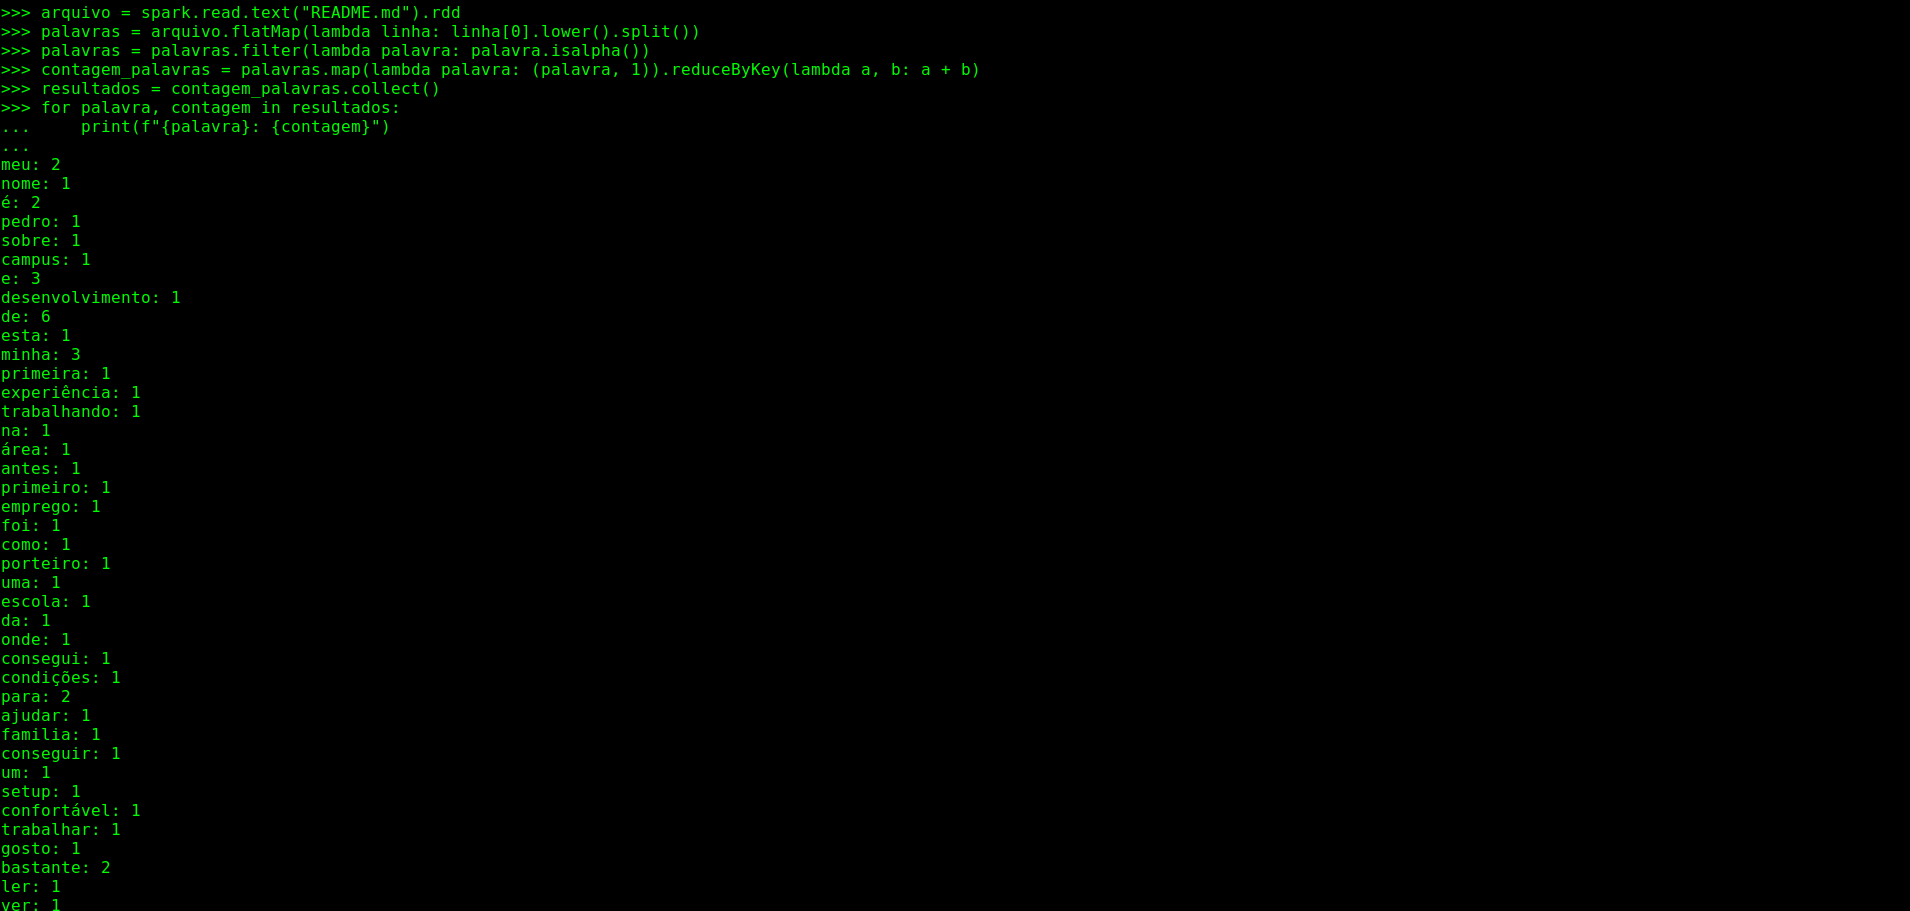 >>> arquivo = spark.read.text("README.md").rdd
>>> palavras = arquivo.flatMap(lambda linha: linha[0].lower().split())
>>> palavras = palavras.filter(lambda palavra: palavra.isalpha())
>>> contagem_palavras = palavras.map(lambda palavra: (palavra, 1)).reduceByKey(lambda a, b: a + b)
>>> resultados = contagem_palavras.collect()
>>> for palavra, contagem in resultados:
...     print(f"{palavra}: {contagem}")
...
meu: 2
nome: 1
é: 2
pedro: 1
sobre: 1
campus: 1
e: 3
desenvolvimento: 1
de: 6
esta: 1
minha: 3
primeira: 1
experiência: 1
trabalhando: 1
na: 1
área: 1
antes: 1
primeiro: 1
emprego: 1
foi: 1
como: 1
porteiro: 1
uma: 1
escola: 1
da: 1
onde: 1
consegui: 1
condições: 1
para: 2
ajudar: 1
familia: 1
conseguir: 1
um: 1
setup: 1
confortável: 1
trabalhar: 1
gosto: 1
bastante: 2
ler: 1
ver: 1